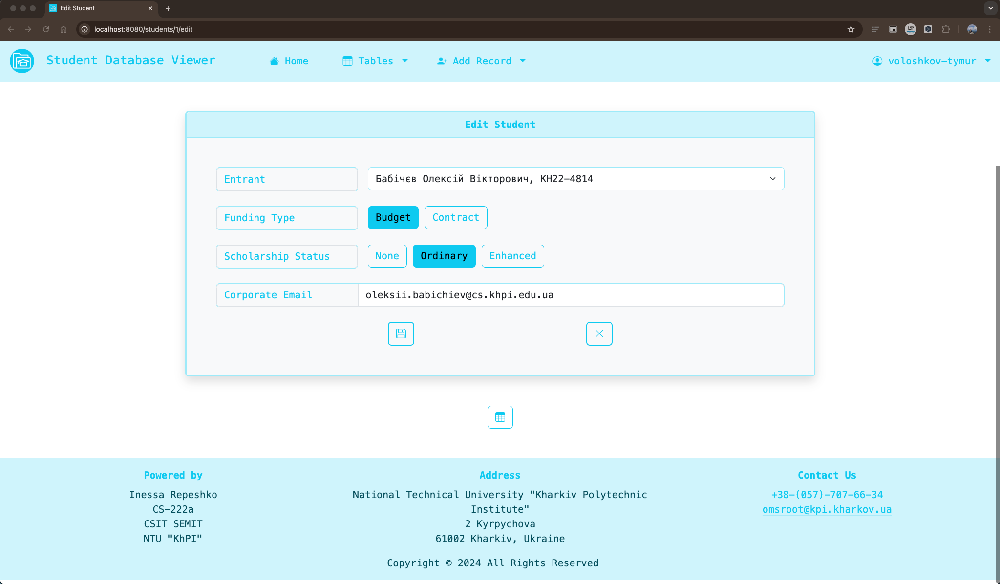 Edit Student
localhost:8080/students/1/edit
LT
Student Database Viewer
Home
Tables
Add Record
voloshkov-tymur
Edit Student
Entrant
Бабічєв Олексій Вікторович, КН22-4814
Funding Type
Budget
Contract
Scholarship Status
None
Ordinary
Enhanced
Corporate Email
oleksii.babichiev@cs.khpi.edu.ua
Powered by
Inessa Repeshko
CS-222a
CSIT SEMIT
NTU "KhPI"
Address
National Technical University "Kharkiv Polytechnic
Institute"
2 Kyrpychova
61002 Kharkiv, Ukraine
Contact Us
+38-(057)-707-66-34
omsroot@kpi.kharkov.ua
Copyright © 2024 All Rights Reserved